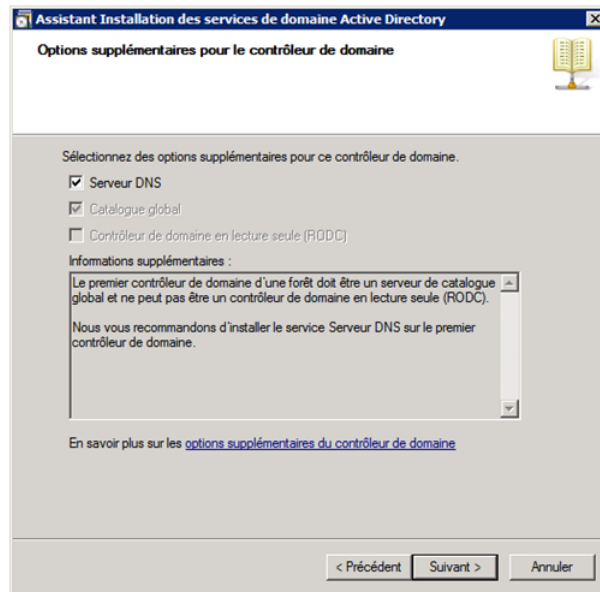 Assistant Installation des services de domaine Active Directory
Options supplémentaires pour le contrôleur de domaine
Sélectionnez des options supplémentaires pour ce contrôleur de domaine.
Serveur DNS
Catalogue global
Contrôleur de domaine en lecture seule (RODC)
Informations supplémentaires :
Le premier contrôleur de domaine d'une forêt doit être un serveur de catalogue
global et ne peut pas être un contrôleur de domaine en lecture seule (RODC).
Nous vous recommandons d'installer le service Serveur DNS sur le premier
contrôleur de domaine.
En savoir plus sur les options supplémentaires du contrôleur de domaine
< Précédent Suivant > Annuler